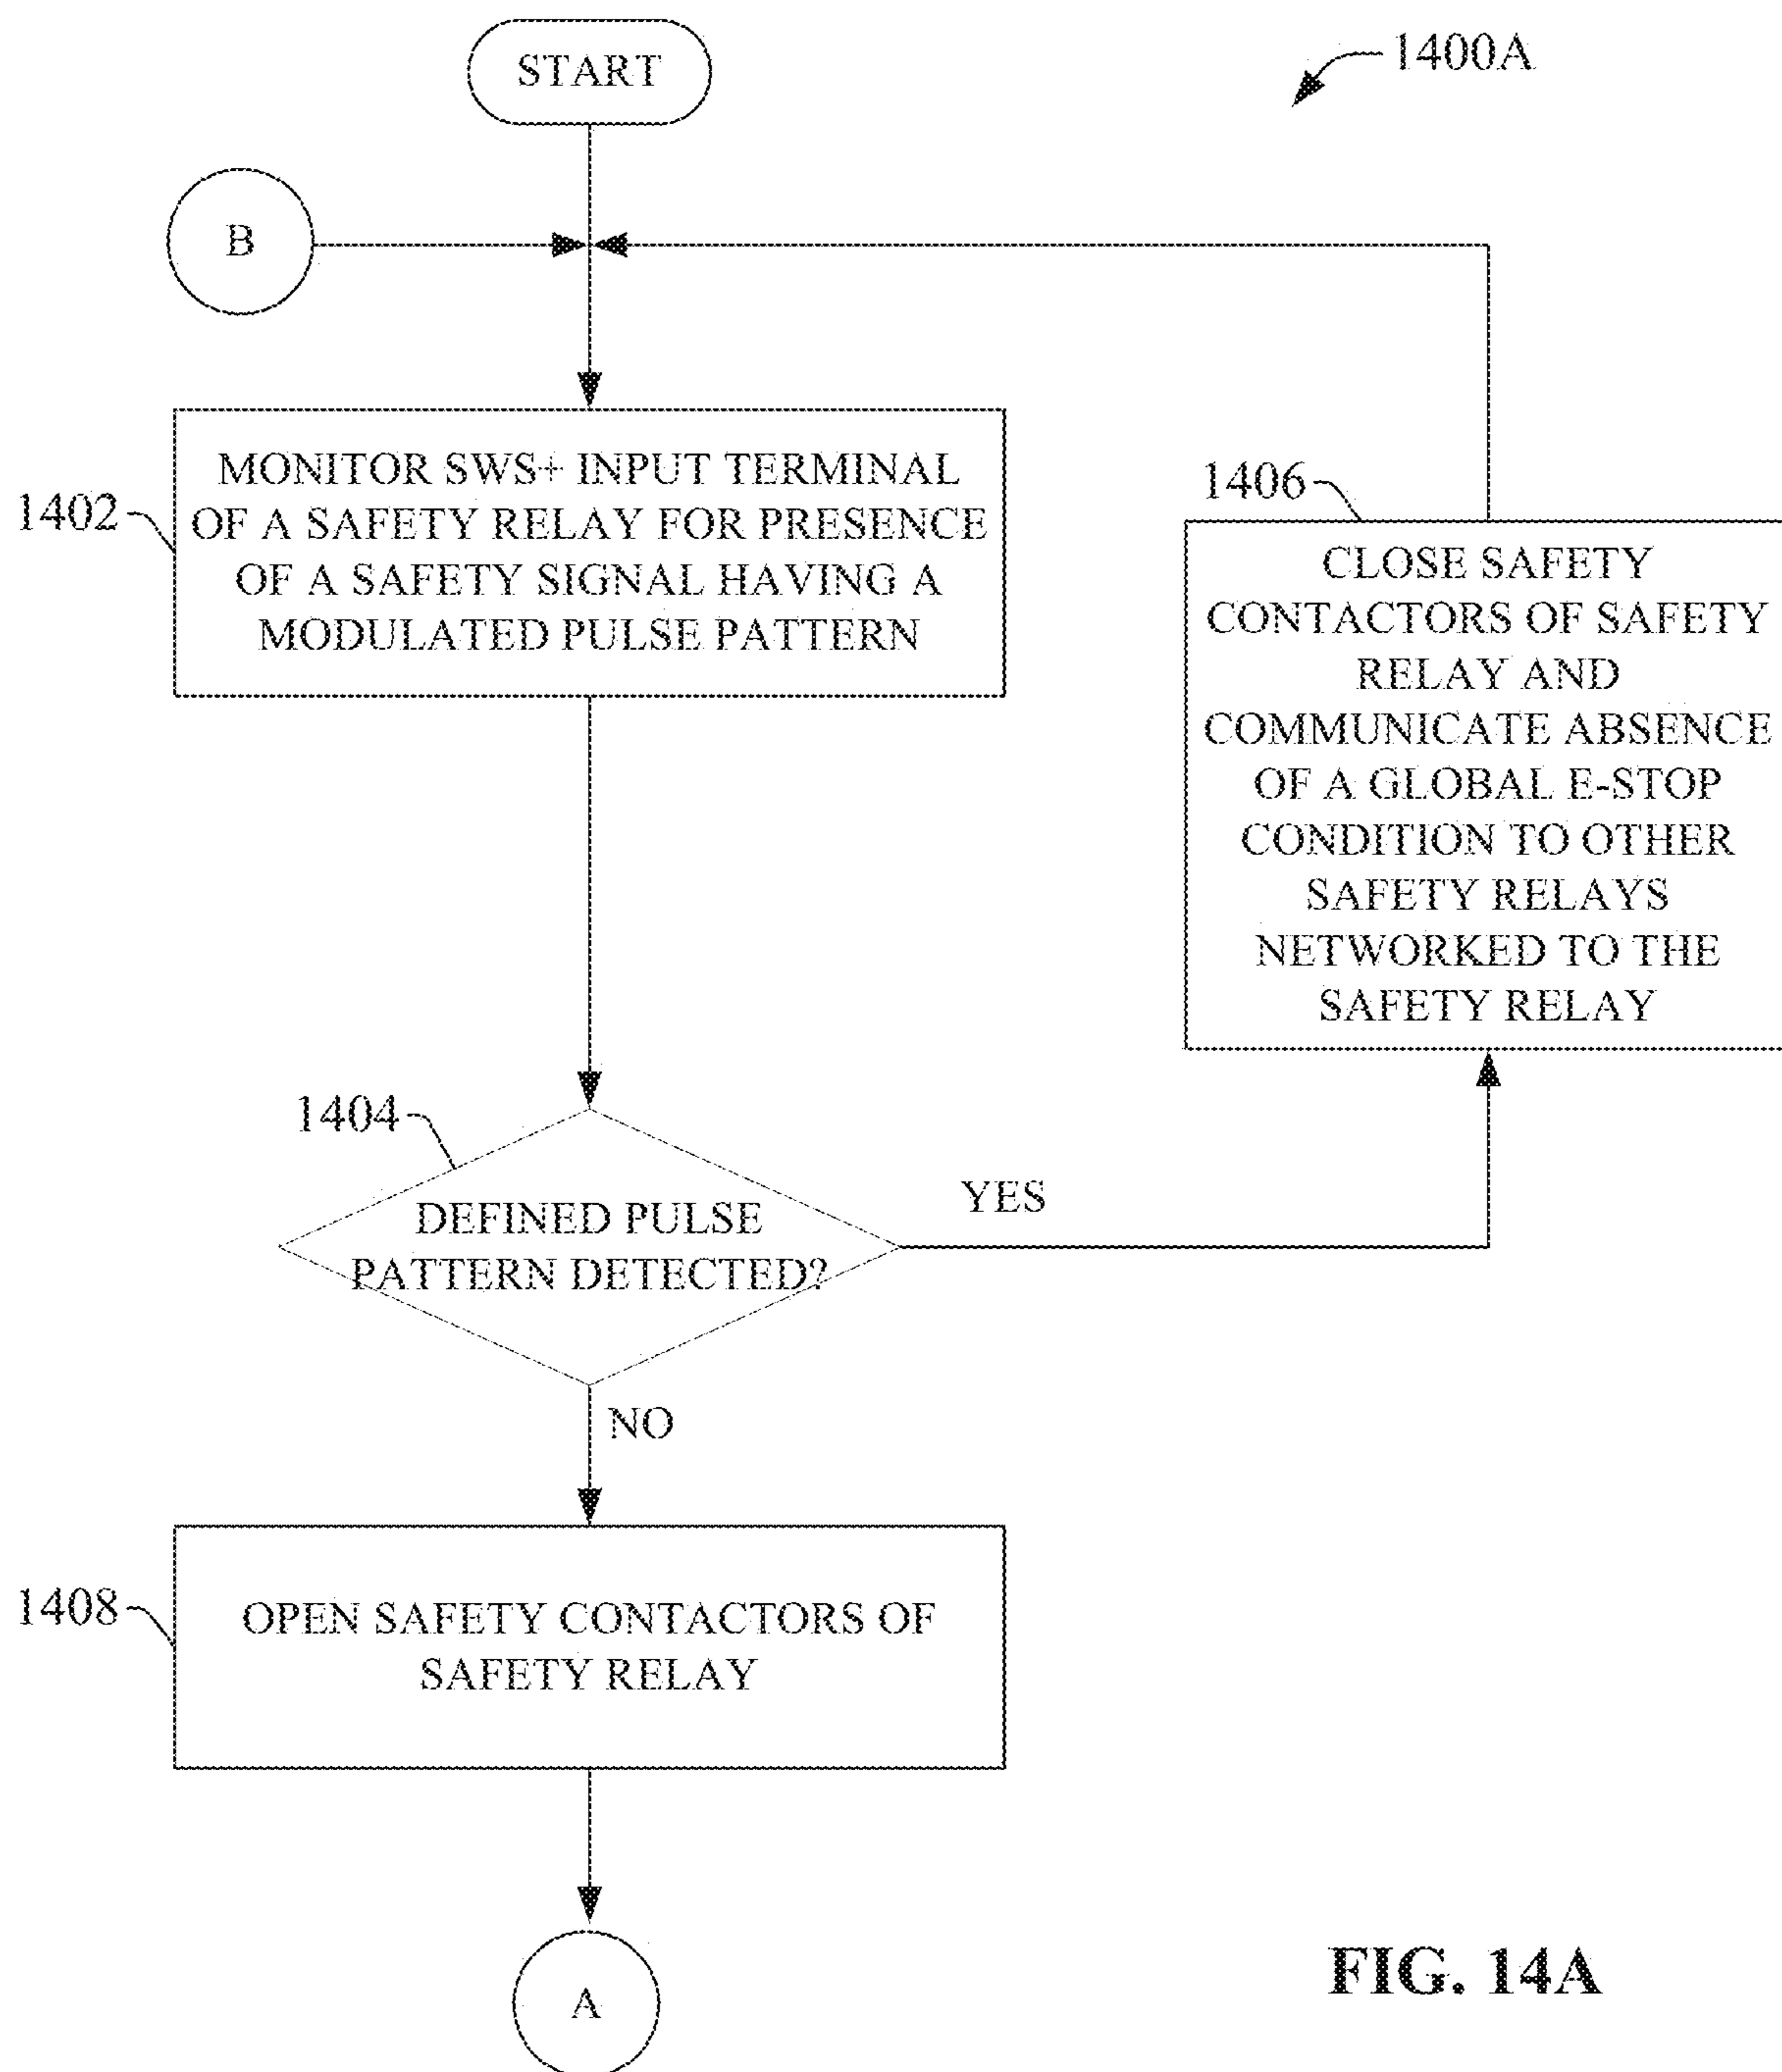 START
1400A
B
1402
MONITOR SWS+ INPUT TERMINAL
OF A SAFETY RELAY FOR PRESENCE
OF A SAFETY SIGNAL HAVING A
MODULATED PULSE PATTERN
1406
CLOSE SAFETY
CONTACTORS OF SAFETY
RELAY AND
COMMUNICATE ABSENCE
OF A GLOBAL E-STOP
CONDITION TO OTHER
SAFETY RELAYS
NETWORKED TO THE
SAFETY RELAY
1404
DEFINED PULSE
PATTERN DETECTED?
YES
NO
1408
OPEN SAFETY CONTACTORS OF
SAFETY RELAY
A
FIG. 14A